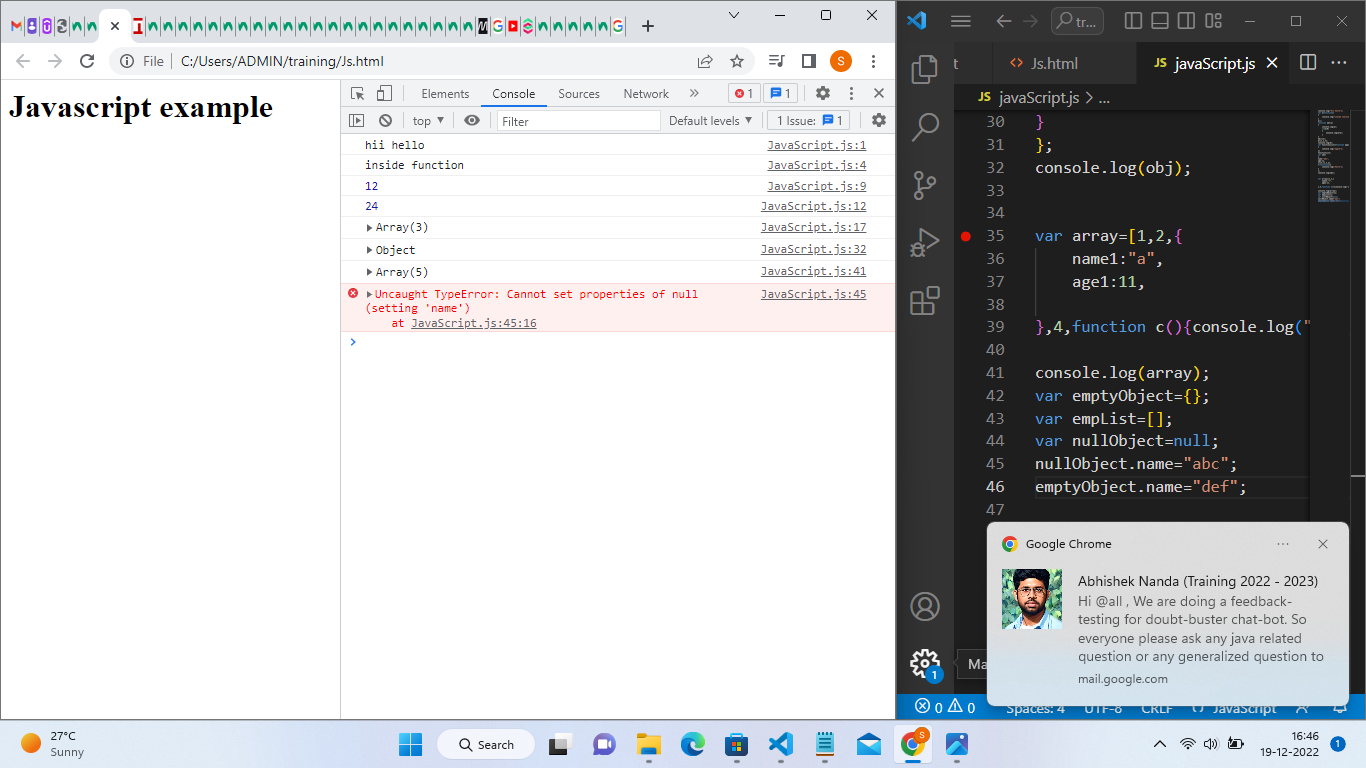 File
C:/Users/ADMIN/training/Js.html
S
Javascript example
Elements
Console
Sources
Network
»
1
1
top
Filter
Default levels
1 Issue:
1
hii hello
JavaScript.js:1
inside function
JavaScript.js:4
12
JavaScript.js:9
24
JavaScript.js:12
Array(3)
JavaScript.js:17
Object
JavaScript.js:32
Array(5)
JavaScript.js:41
Uncaught TypeError: Cannot set properties of null
JavaScript.js:45
(setting 'name')
at JavaScript.js:45:16
tr...
t
<> Js.html
JS javaScript.js
JS javaScript.js > ...
30 }
31 };
32 console.log(obj);
33
34
35 var array=[1,2,{
36 name1:"a",
37 age1:11,
38
39 },4,function c(){console.log("
40
41 console.log(array);
42 var emptyObject={};
43 var empList=[];
44 var nullObject=null;
45 nullObject.name="abc";
46 emptyObject.name="def";
47
Google Chrome
Abhishek Nanda (Training 2022 - 2023)
Hi @all , We are doing a feedback-
testing for doubt-buster chat-bot. So
everyone please ask any java related
question or any generalized question to
mail.google.com
Ma
1
0 0
Spaces: 4
UTF-8
CRLF
JavaScript
27°C
Sunny
Search
S
16:46
19-12-2022
1